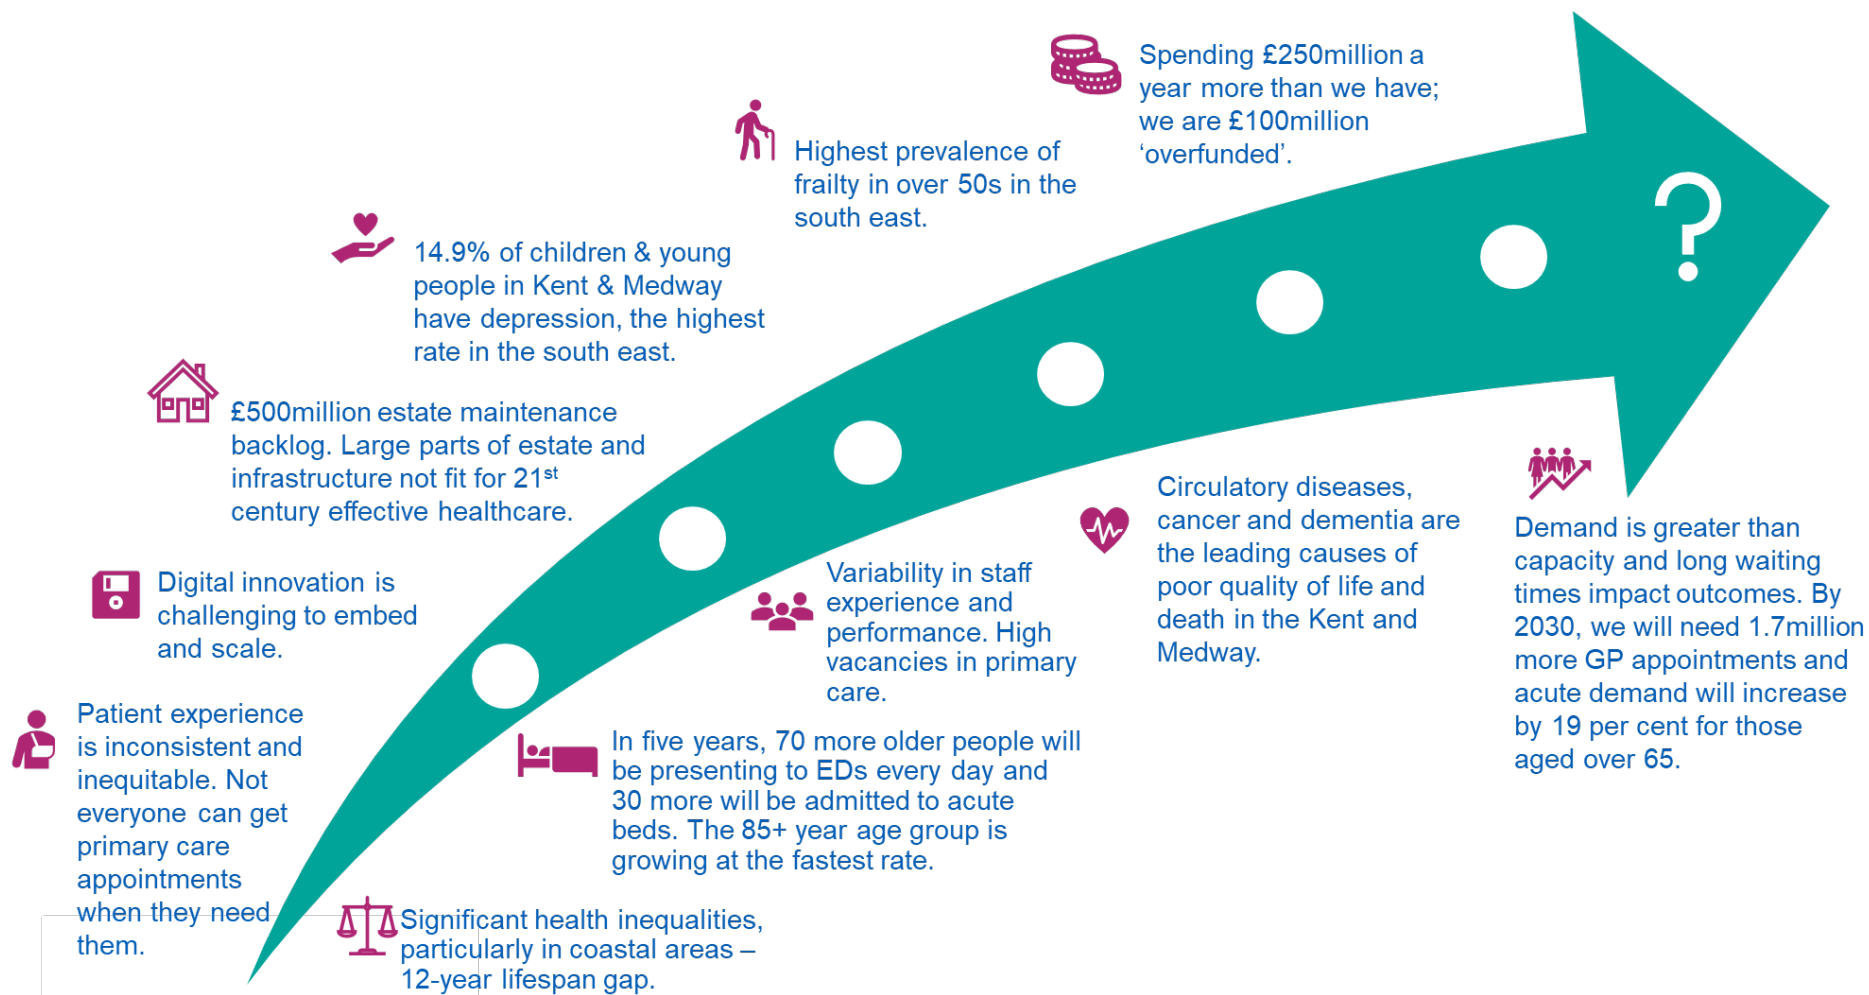 Spending £250million a
year more than we have;
we are £100million
‘overfunded’.
Highest prevalence of
frailty in over 50s in the
south east.
14.9% of children & young
people in Kent & Medway
have depression, the highest
rate in the south east.
£500million estate maintenance
backlog. Large parts of estate and
infrastructure not fit for 21st
century effective healthcare.
Digital innovation is
challenging to embed
and scale.
Patient experience
is inconsistent and
inequitable. Not
everyone can get
primary care
appointments
when they need
them.
?
Significant health inequalities,
particularly in coastal areas –
12-year lifespan gap.
In five years, 70 more older people will
be presenting to EDs every day and
30 more will be admitted to acute
beds. The 85+ year age group is
growing at the fastest rate.
Variability in staff
experience and
performance. High
vacancies in primary
care.
Circulatory diseases,
cancer and dementia are
the leading causes of
poor quality of life and
death in the Kent and
Medway.
Demand is greater than
capacity and long waiting
times impact outcomes. By
2030, we will need 1.7million
more GP appointments and
acute demand will increase
by 19 per cent for those
aged over 65.